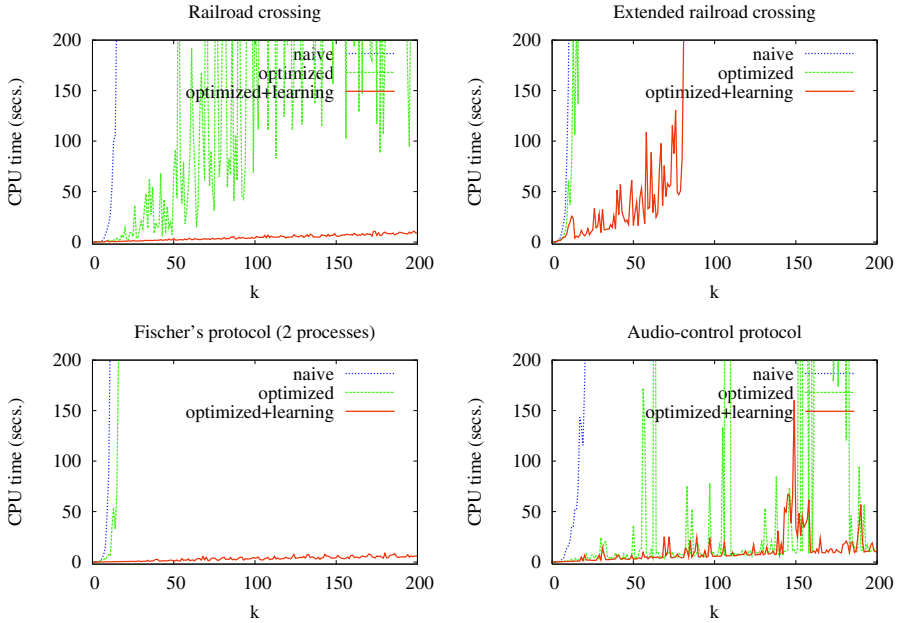 Railroad crossing
CPU time (secs.)
200
150
100
50
0
naive
optimized
optimized+learning
0 50 100 150 200
k
Extended railroad crossing
CPU time (secs.)
200
150
100
50
0
naive
optimized
optimized+learning
0 50 100 150 200
k
Fischer's protocol (2 processes)
CPU time (secs.)
200
150
100
50
0
naive
optimized
optimized+learning
0 50 100 150 200
k
Audio-control protocol
CPU time (secs.)
200
150
100
50
0
naive
optimized
optimized+learning
0 50 100 150 200
k